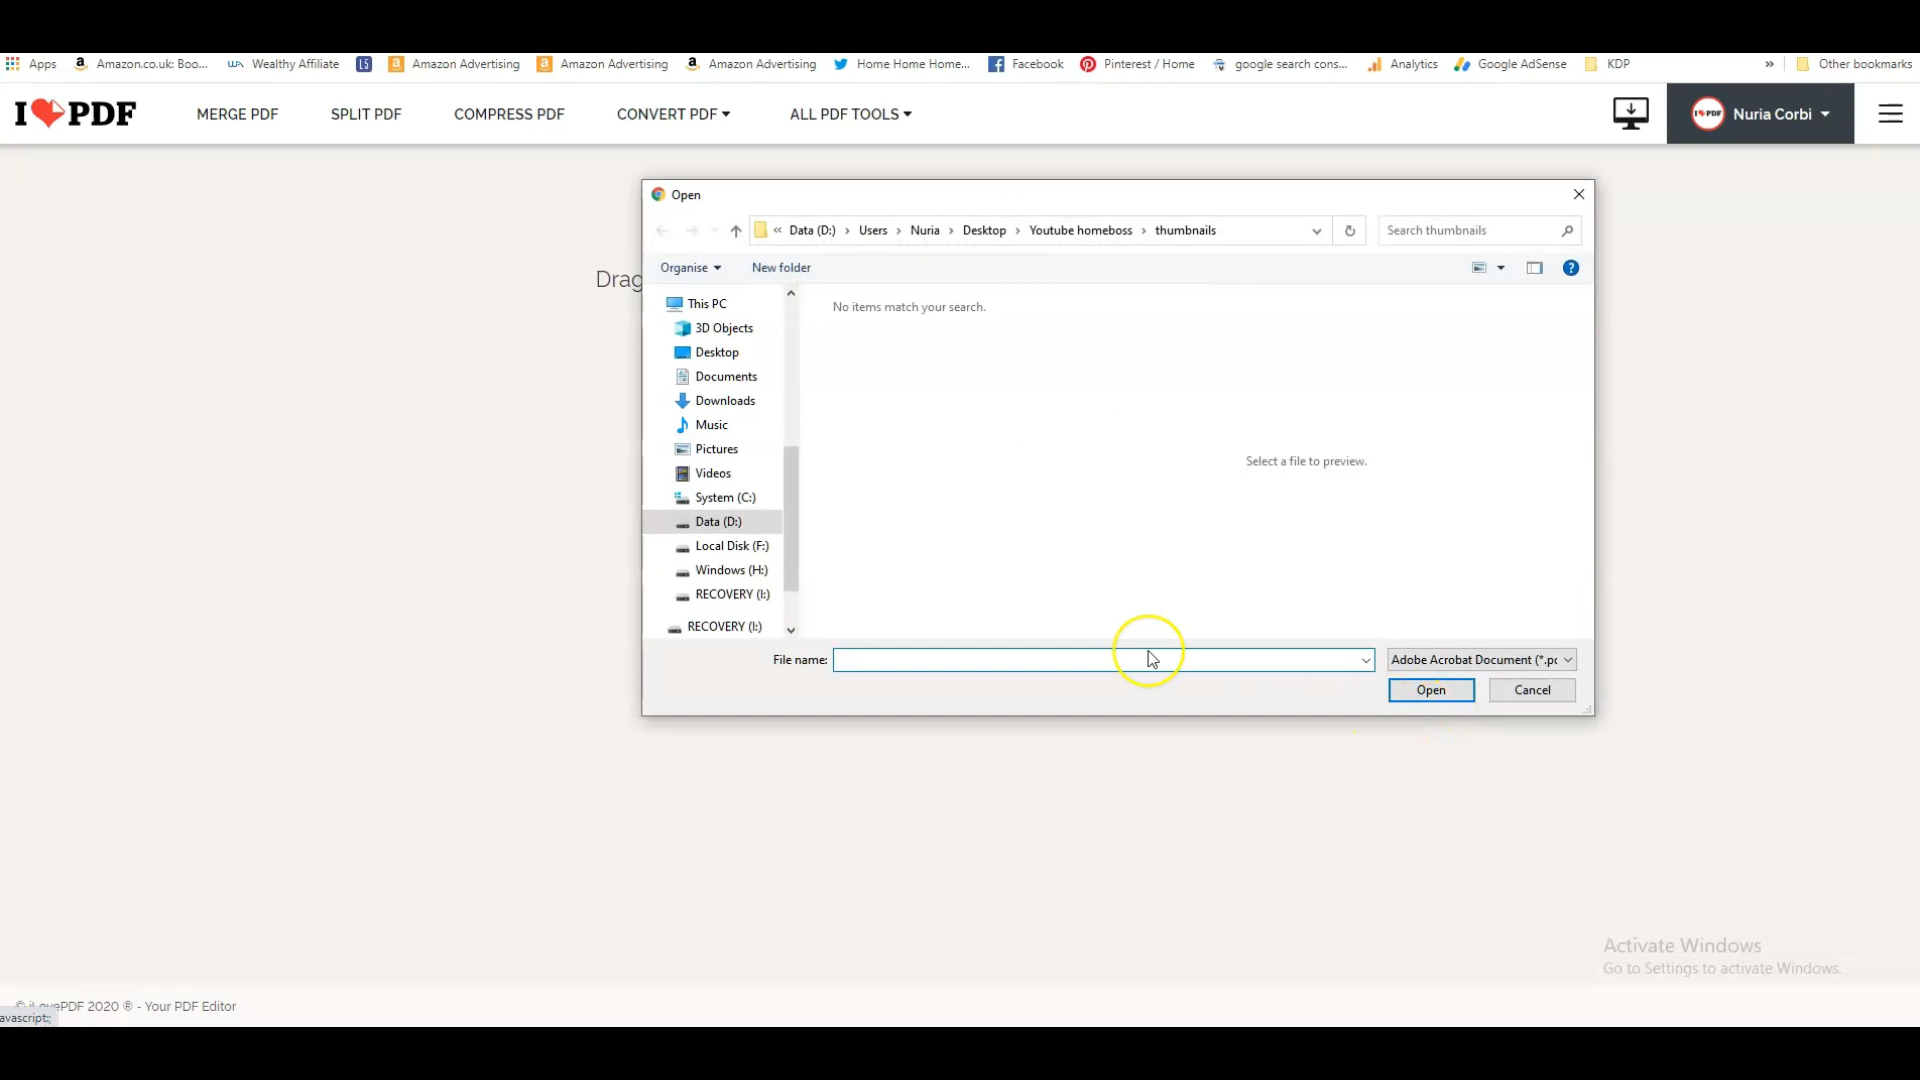 Apps Amazon.co.uk: Boo... Wealthy Affiliate Amazon Advertising Amazon Advertising Amazon Advertising Home Home Home... Facebook Pinterest / Home google search cons... Analytics Google AdSense KDP » Other bookmarks
I PDF MERGE PDF SPLIT PDF COMPRESS PDF CONVERT PDF ALL PDF TOOLS Nuria Corbi
Open
« Data (D:) › Users › Nuria › Desktop › Youtube homeboss › thumbnails Search thumbnails
Organise New folder
Drag
This PC
3D Objects
Desktop
Documents
Downloads
Music
Pictures
Videos
System (C:)
Data (D:)
Local Disk (F:)
Windows (H:)
RECOVERY (I:)
RECOVERY (I:)
No items match your search.
Select a file to preview.
File name: Adobe Acrobat Document (*.pd
Open Cancel
Activate Windows
Go to Settings to activate Windows.
© iLovePDF 2020 ® - Your PDF Editor
avascript:;